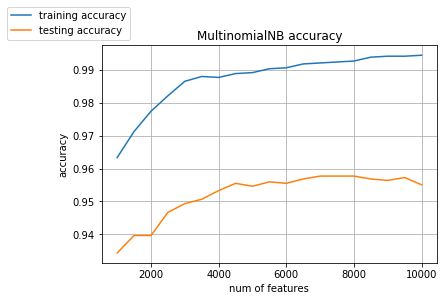 training accuracy
testing accuracy
MultinomialNB accuracy
accuracy
0.99
0.98
0.97
0.96
0.95
0.94
2000 4000 6000 8000 10000
num of features